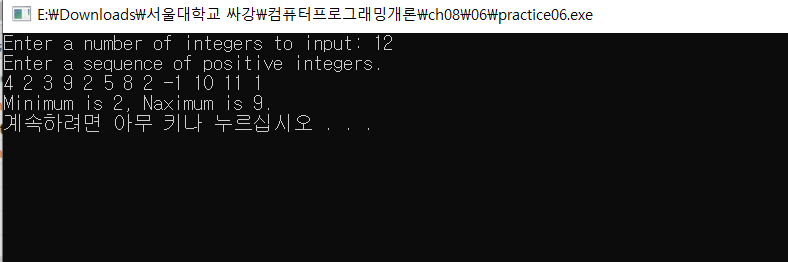 E:₩Downloads₩서울대학교 싸강₩컴퓨터프로그래밍개론₩ch08₩06₩practice06.exe
Enter a number of integers to input: 12
Enter a sequence of positive integers.
4 2 3 9 2 5 8 2 -1 10 11 1
Minimum is 2, Naximum is 9.
계속하려면 아무 키나 누르십시오 . . .